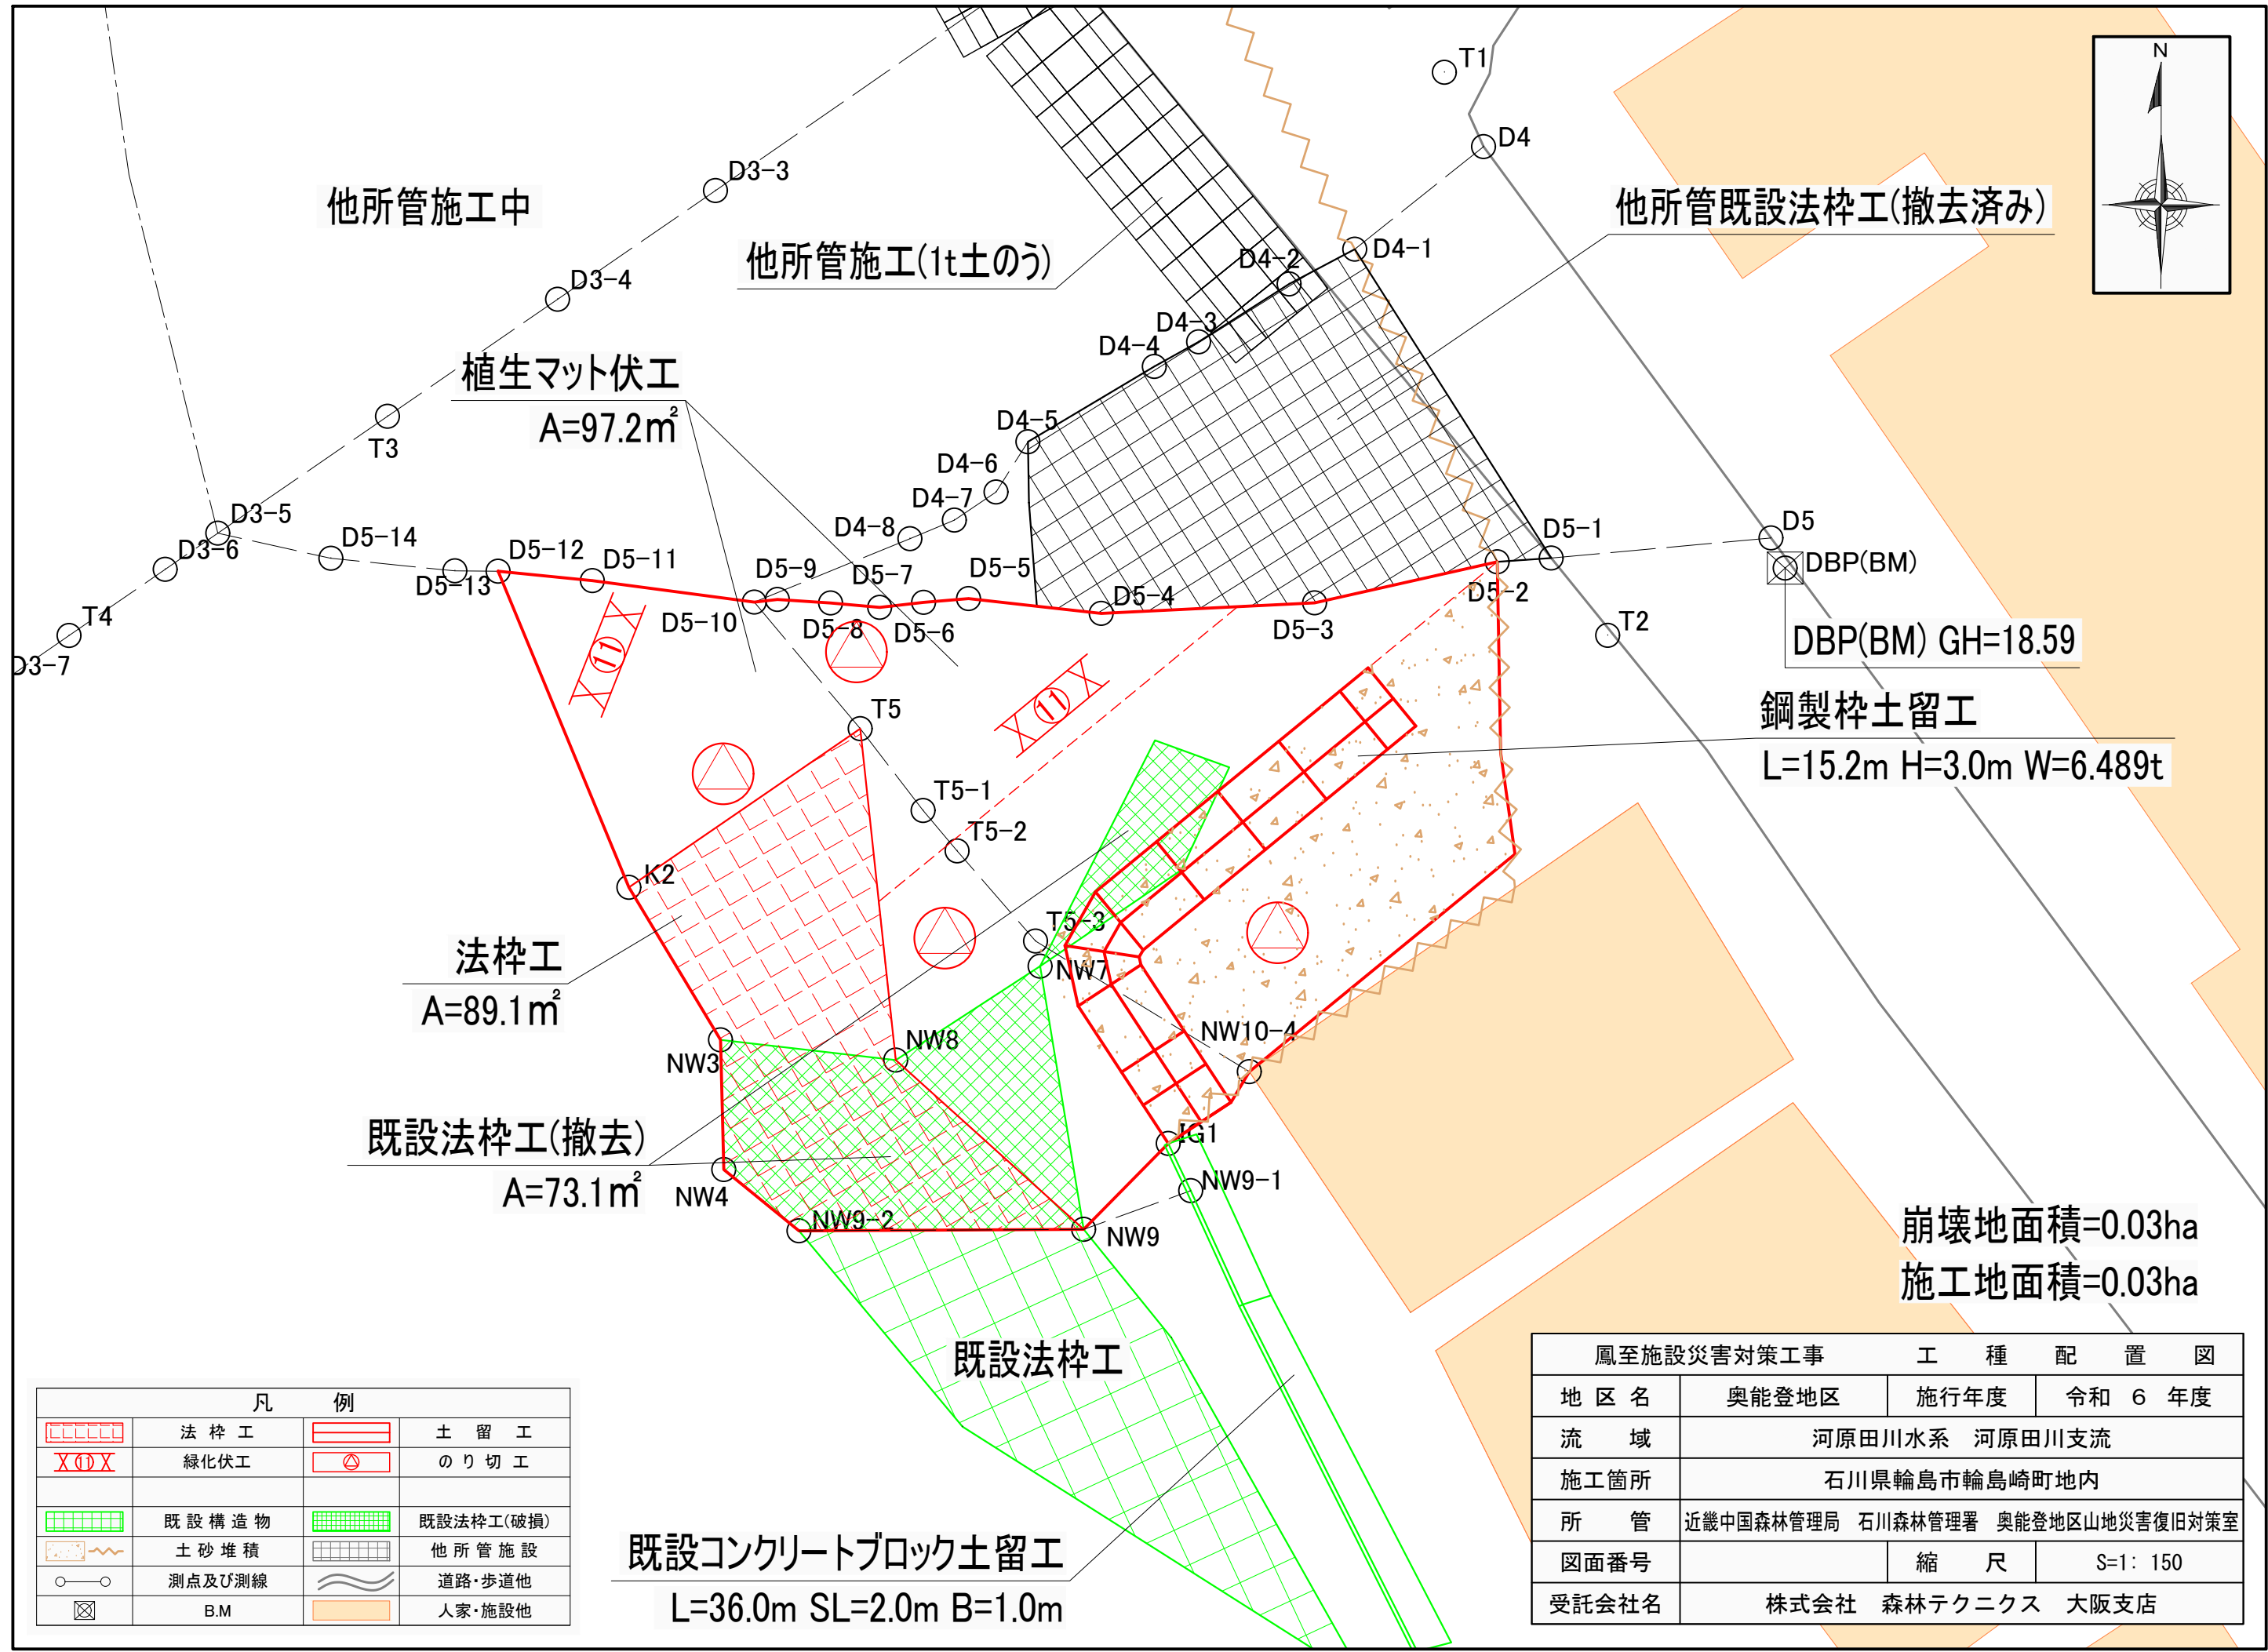 N
T1
D4
D3-3
他所管施工中
他所管既設法枠工(撤去済み)
他所管施工(1t土のう)
D4-2
D4-1
D3-4
D4-3
D4-4
植生マット伏工
A=97.2㎡
T3
D4-5
D4-6
D4-7
D4-8
D3-5
D5-14
D3-6
D5-12
D5-13
D5-11
D5-9
D5-7
D5-5
D5-1
D5
DBP(BM)
D5-10
D5-8
D5-6
D5-4
D5-3
D5-2
T2
T4
D3-7
DBP(BM) GH=18.59
11
11
鋼製枠土留工
L=15.2m H=3.0m W=6.489t
T5
T5-1
T5-2
K2
T5-3
NW7
法枠工
A=89.1㎡
NW10-4
NW8
NW3
既設法枠工(撤去)
A=73.1㎡
IG1
NW4
NW9-1
NW9-2
NW9
崩壊地面積=0.03ha
施工地面積=0.03ha
既設法枠工
既設コンクリートブロック土留工
L=36.0m SL=2.0m B=1.0m
凡 例
法枠工 土留工
11 緑化伏工 のり切工
既設構造物 既設法枠工(破損)
土砂堆積 他所管施設
測点及び測線 道路・歩道他
B.M 人家・施設他
鳳至施設災害対策工事 工種配置図
地区名 奥能登地区 施行年度 令和 6 年度
流域 河原田川水系 河原田川支流
施工箇所 石川県輪島市輪島崎町地内
所管 近畿中国森林管理局 石川森林管理署 奥能登地区山地災害復旧対策室
図面番号 縮尺 S=1: 150
受託会社名 株式会社 森林テクニクス 大阪支店